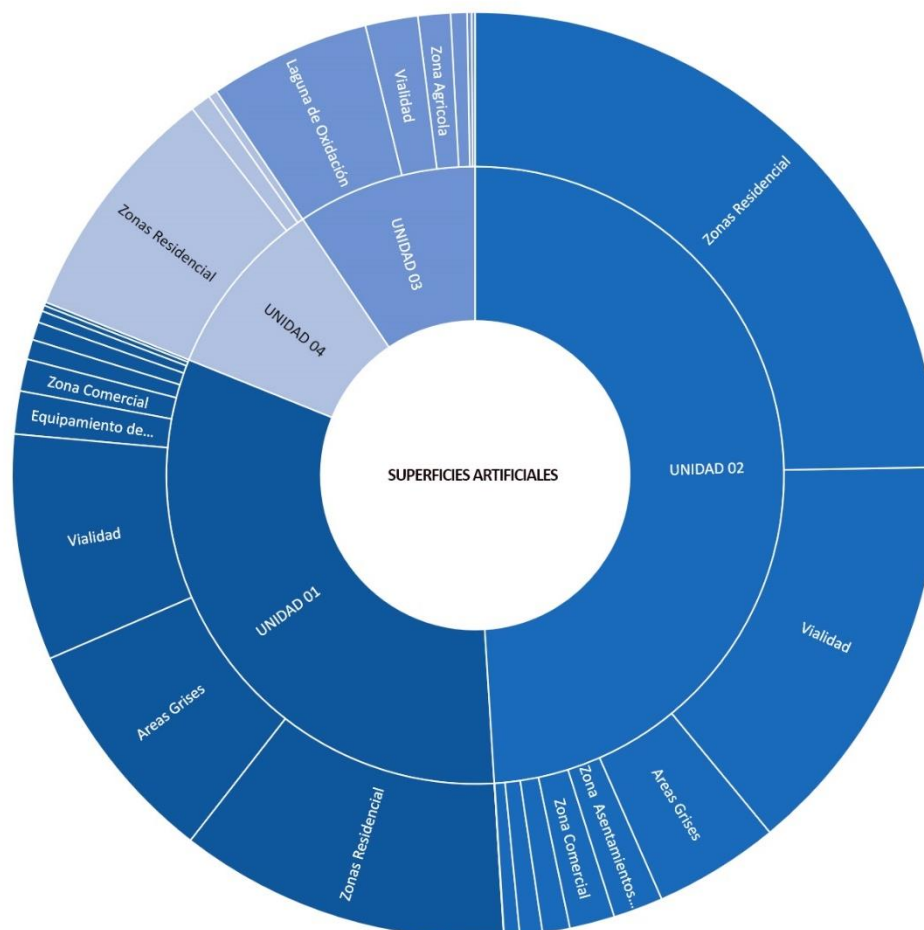 SUPERFICIES ARTIFICIALES
UNIDAD 02
Zonas Residencial
Vialidad
Areas Grises
Zona Asentamientos...
Zona Comercial
UNIDAD 01
Zonas Residencial
Areas Grises
Vialidad
Equipamiento de...
Zona Comercial
UNIDAD 04
Zonas Residencial
UNIDAD 03
Laguna de Oxidación
Vialidad
Zona Agricola